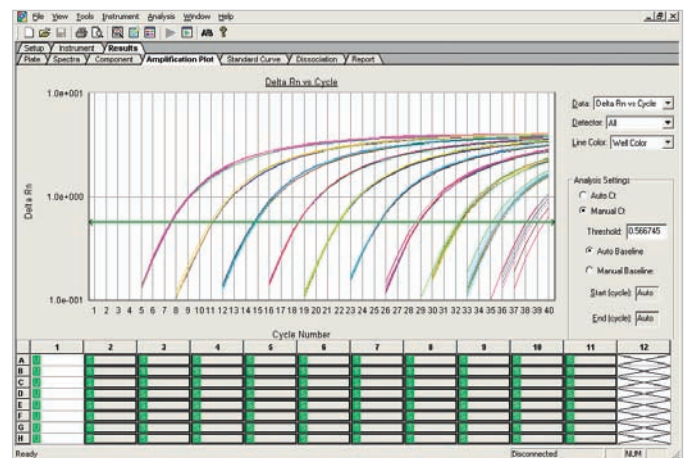 File View Tools Instrument Analysis Window Help
Setup Instrument Results
Plate Spectra Component Amplification Plot Standard Curve Dissociation Report
Delta Rn vs Cycle
1.0e+001
1.0e+000
1.0e-001
Delta Rn
1 2 3 4 5 6 7 8 9 10 11 12 13 14 15 16 17 18 19 20 21 22 23 24 25 26 27 28 29 30 31 32 33 34 35 36 37 38 39 40
Cycle Number
Data: Delta Rn vs Cycle
Detector: All
Line Color: Well Color
Analysis Settings
Auto Ct
Manual Ct
Threshold: 0.566745
Auto Baseline
Manual Baseline
Start (cycle): Auto
End (cycle): Auto
1 2 3 4 5 6 7 8 9 10 11 12
A
B
C
D
E
F
G
H
Ready Disconnected NUM